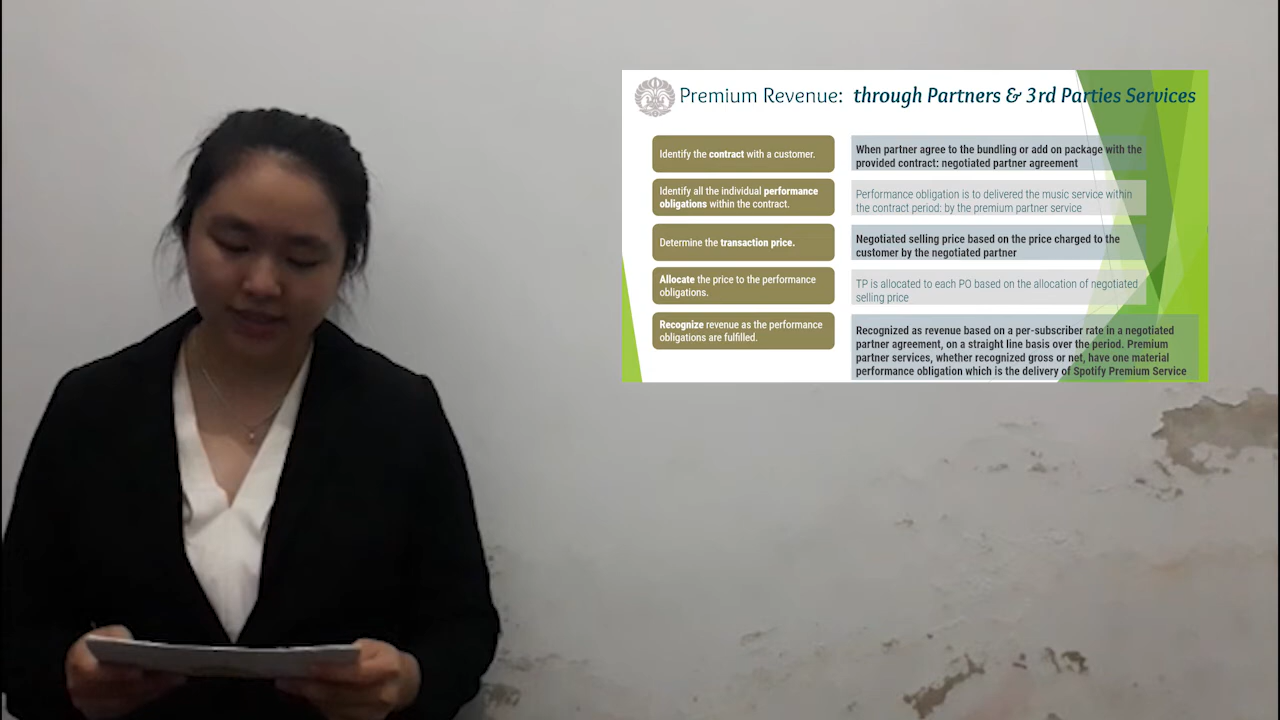 Premium Revenue: through Partners & 3rd Parties Services
Identify the contract with a customer.
When partner agree to the bundling or add on package with the
provided contract: negotiated partner agreement
Identify all the individual performance
obligations within the contract.
Performance obligation is to delivered the music service within
the contract period: by the premium partner service
Determine the transaction price.
Negotiated selling price based on the price charged to the
customer by the negotiated partner
Allocate the price to the performance
obligations.
TP is allocated to each PO based on the allocation of negotiated
selling price
Recognize revenue as the performance
obligations are fulfilled.
Recognized as revenue based on a per-subscriber rate in a negotiated
partner agreement, on a straight line basis over the period. Premium
partner services, whether recognized gross or net, have one material
performance obligation which is the delivery of Spotify Premium Service